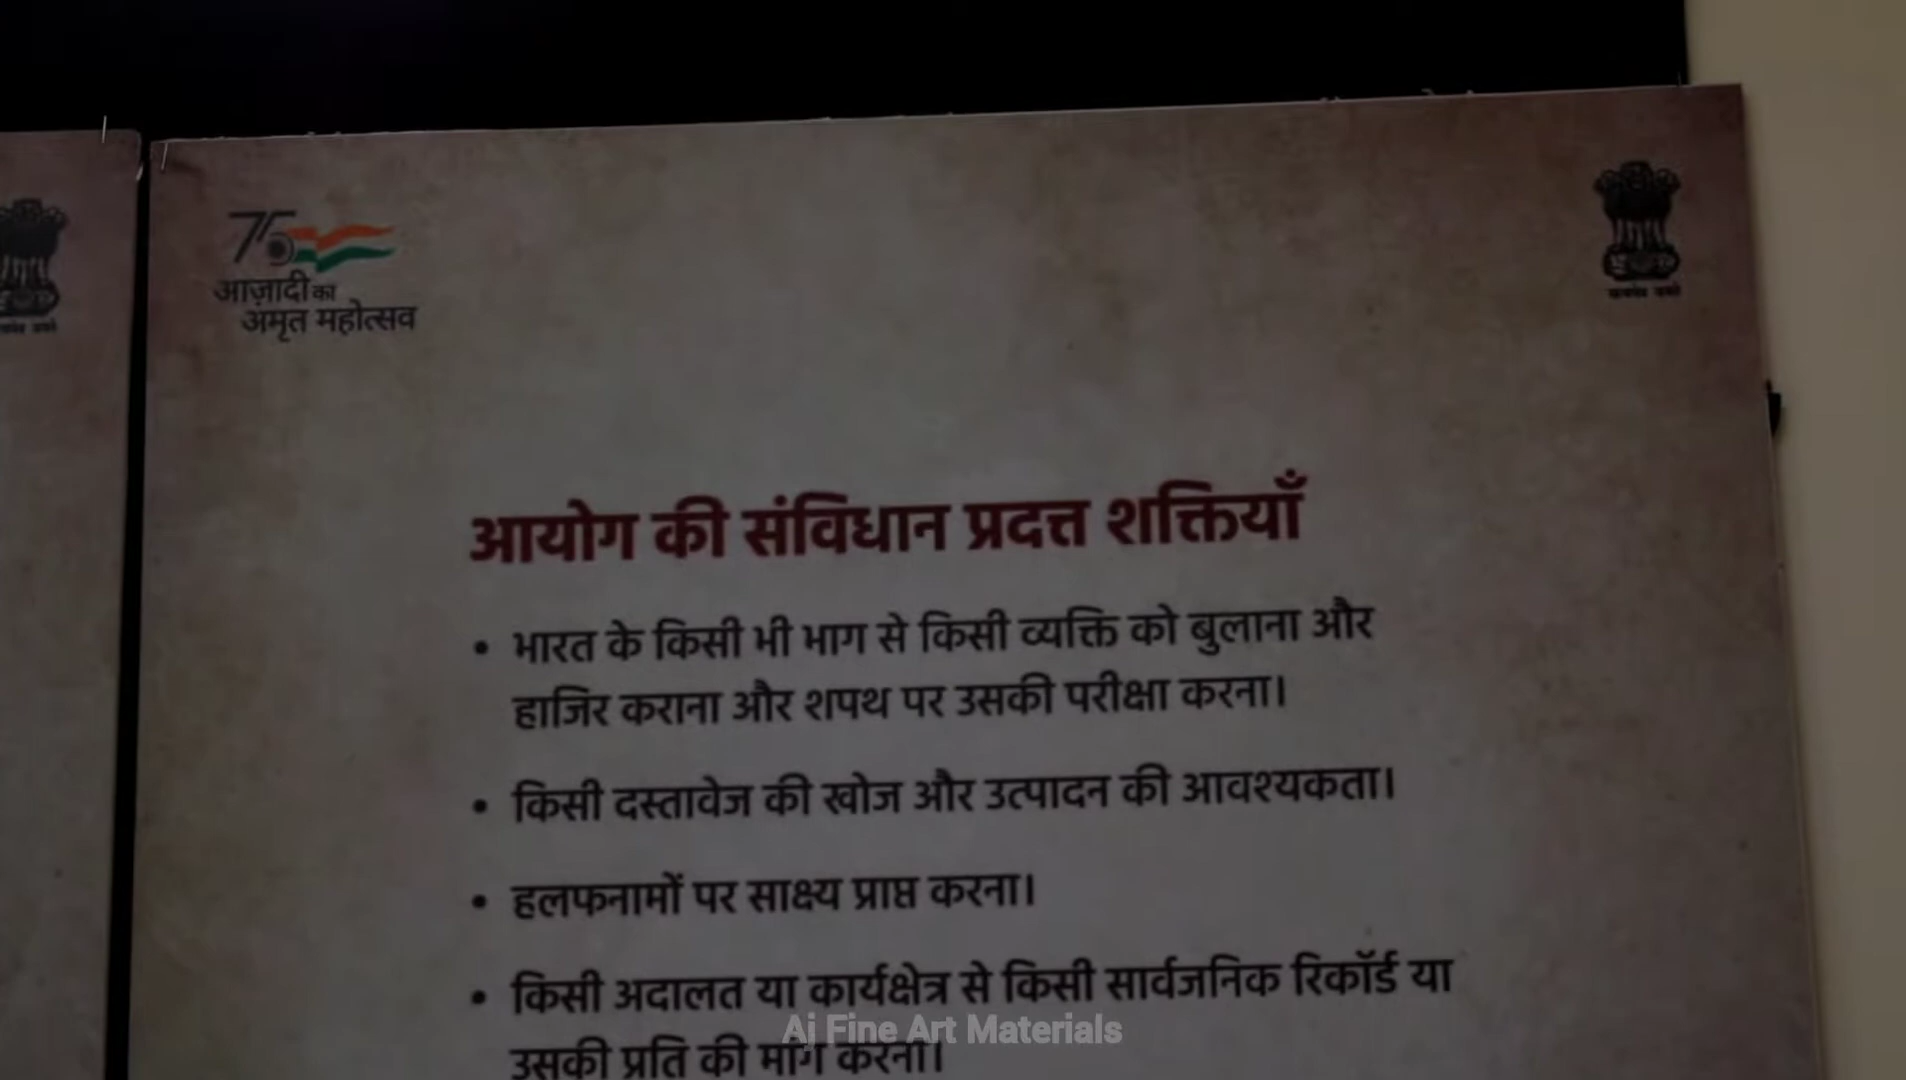 75
आज़ादी का
अमृत महोत्सव
आयोग की संविधान प्रदत्त शक्तियाँ
• भारत के किसी भी भाग से किसी व्यक्ति को बुलाना और
हाजिर कराना और शपथ पर उसकी परीक्षा करना।
• किसी दस्तावेज की खोज और उत्पादन की आवश्यकता।
• हलफनामों पर साक्ष्य प्राप्त करना।
• किसी अदालत या कार्यक्षेत्र से किसी सार्वजनिक रिकॉर्ड या
उसकी प्रति की मांग करना।
Aj Fine Art Materials